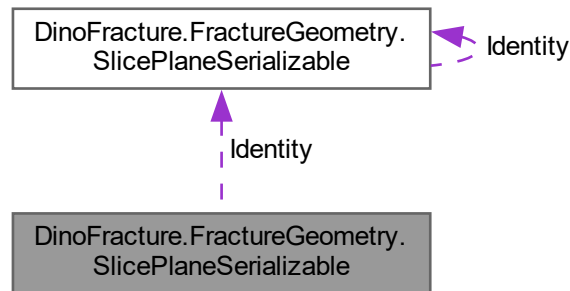 DinoFracture.FractureGeometry.
SlicePlaneSerializable
Identity
Identity
DinoFracture.FractureGeometry.
SlicePlaneSerializable